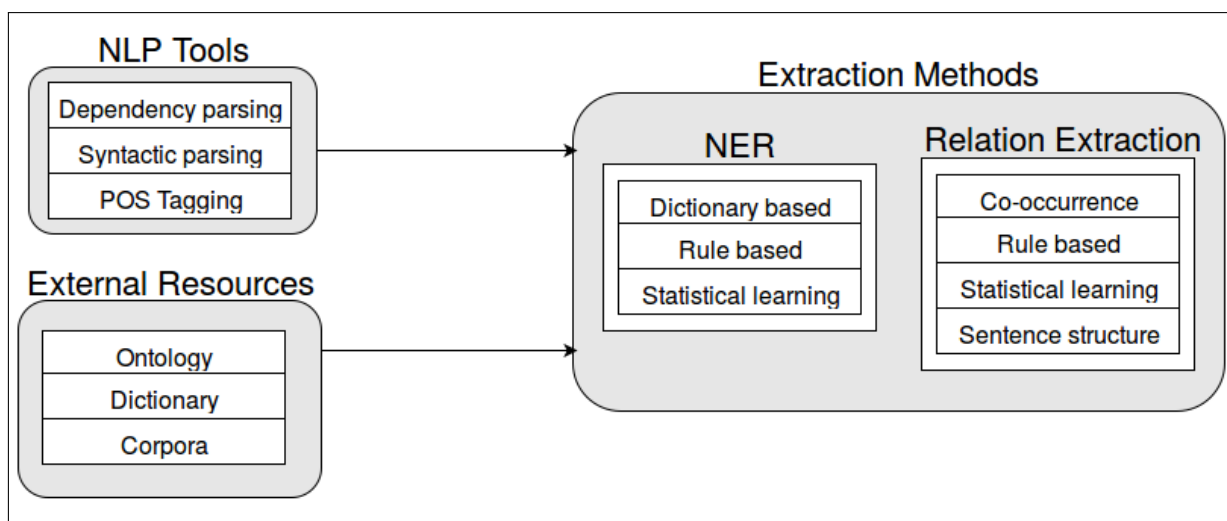 NLP Tools
Dependency parsing
Syntactic parsing
POS Tagging
External Resources
Ontology
Dictionary
Corpora
Extraction Methods
NER
Dictionary based
Rule based
Statistical learning
Relation Extraction
Co-occurrence
Rule based
Statistical learning
Sentence structure